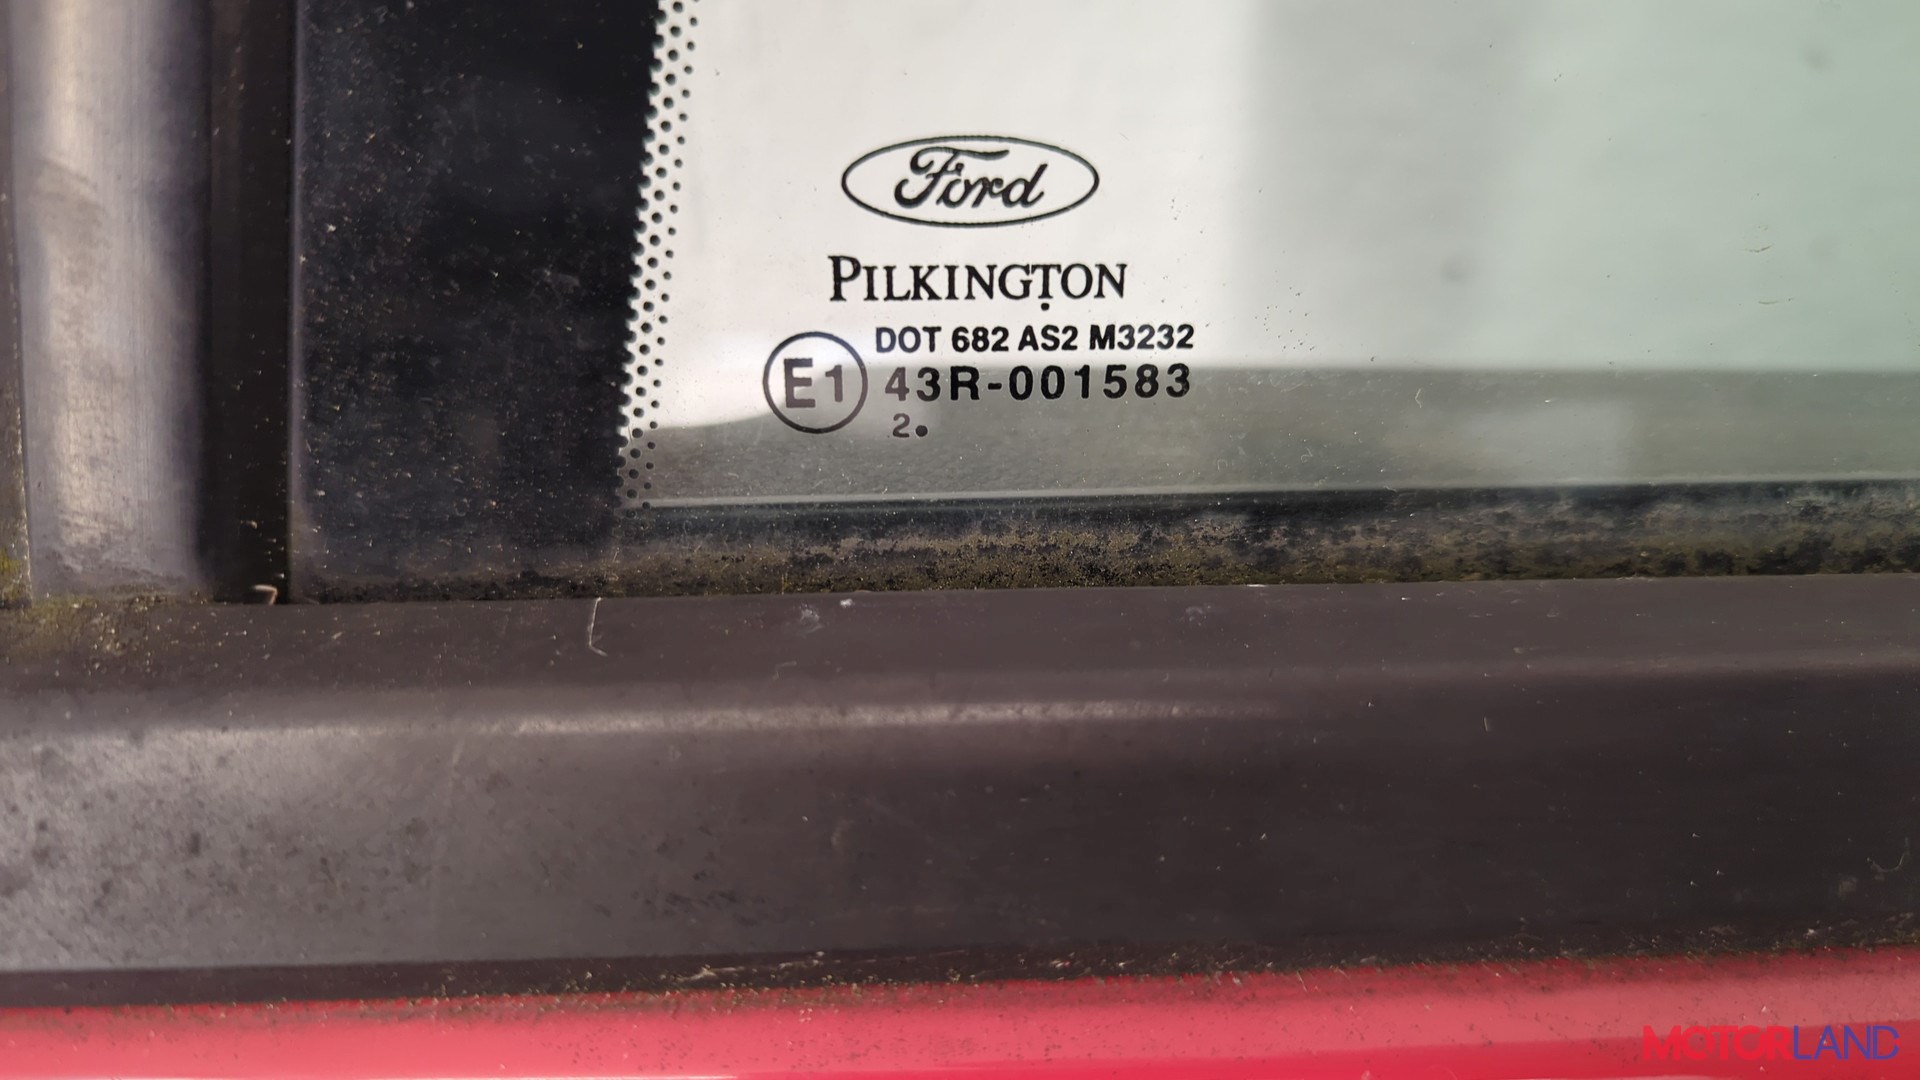 Ford
PILKINGTON
DOT 682 AS2 M3232
E1 43R-001583
2●
MOTORLAND